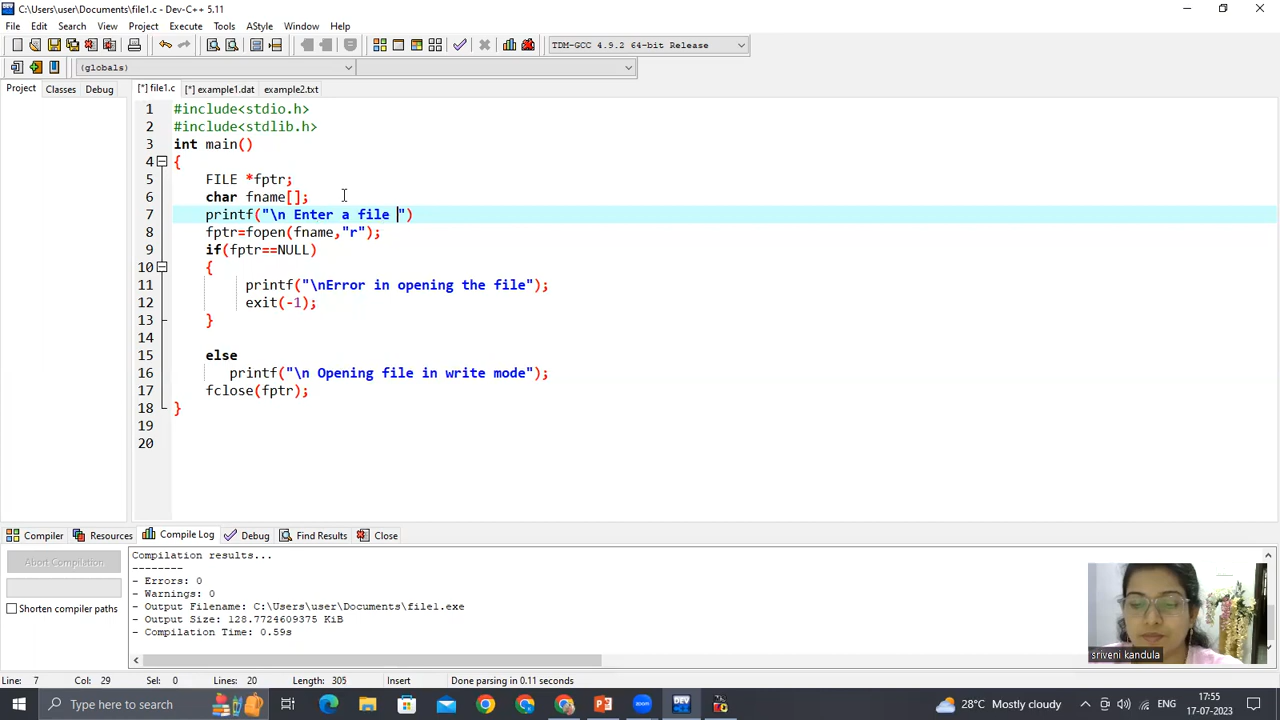 C:\Users\user\Documents\file1.c - Dev-C++ 5.11
File Edit Search View Project Execute Tools AStyle Window Help
TDM-GCC 4.9.2 64-bit Release
(globals)
Project Classes Debug
[*] file1.c [*] example1.dat example2.txt
1 #include<stdio.h>
2 #include<stdlib.h>
3 int main()
4 {
5 FILE *fptr;
6 char fname[];
7 printf("\n Enter a file ")
8 fptr=fopen(fname,"r");
9 if(fptr==NULL)
10 {
11 printf("\nError in opening the file");
12 exit(-1);
13 }
14
15 else
16 printf("\n Opening file in write mode");
17 fclose(fptr);
18 }
19
20
Compiler Resources Compile Log Debug Find Results Close
Abort Compilation
Shorten compiler paths
Compilation results...
--------
- Errors: 0
- Warnings: 0
- Output Filename: C:\Users\user\Documents\file1.exe
- Output Size: 128.7724609375 KiB
- Compilation Time: 0.59s
sriveni kandula
Line: 7 Col: 29 Sel: 0 Lines: 20 Length: 305 Insert Done parsing in 0.11 seconds
Type here to search
DEV
zoom
28°C Mostly cloudy
ENG
17:55
17-07-2023